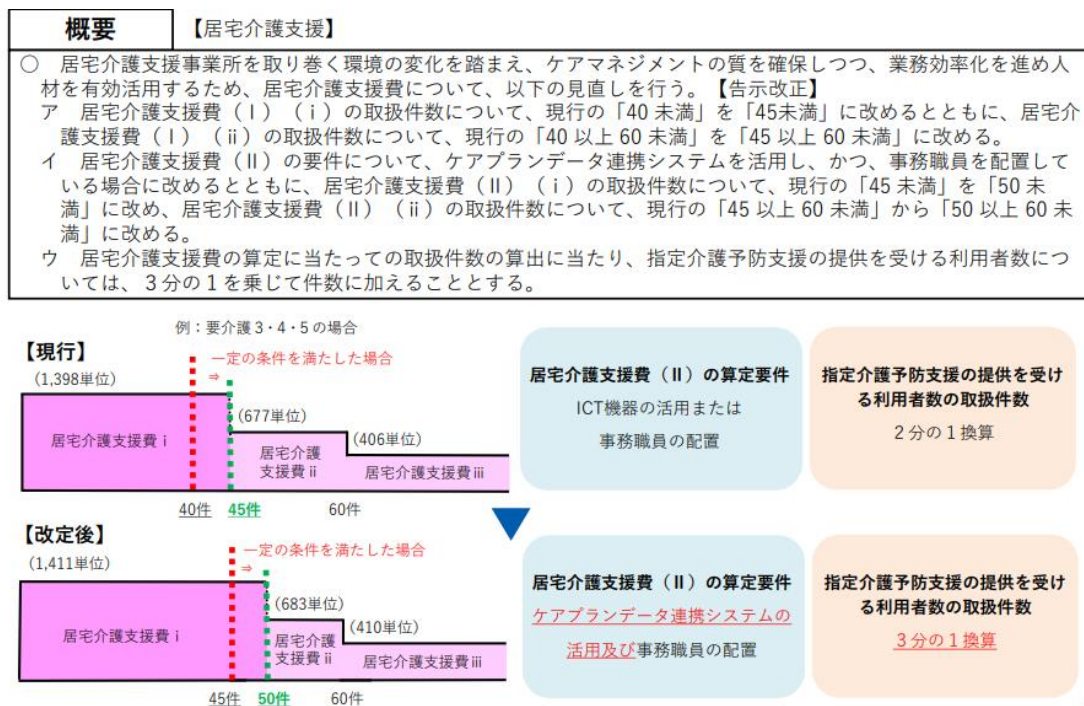 概要 【居宅介護支援】
○ 居宅介護支援事業所を取り巻く環境の変化を踏まえ、ケアマネジメントの質を確保しつつ、業務効率化を進め人
材を有効活用するため、居宅介護支援費について、以下の見直しを行う。【告示改正】
ア 居宅介護支援費（Ⅰ）（ⅰ）の取扱件数について、現行の「40 未満」を「45未満」に改めるとともに、居宅介
護支援費（Ⅰ）（ⅱ）の取扱件数について、現行の「40 以上 60 未満」を「45 以上 60 未満」に改める。
イ 居宅介護支援費（Ⅱ）の要件について、ケアプランデータ連携システムを活用し、かつ、事務職員を配置して
いる場合に改めるとともに、居宅介護支援費（Ⅱ）（ⅰ）の取扱件数について、現行の「45 未満」を「50 未
満」に改め、居宅介護支援費（Ⅱ）（ⅱ）の取扱件数について、現行の「45 以上 60 未満」から「50 以上 60 未
満」に改める。
ウ 居宅介護支援費の算定に当たっての取扱件数の算出に当たり、指定介護予防支援の提供を受ける利用者数につ
いては、３分の１を乗じて件数に加えることとする。
例：要介護３・４・５の場合
【現行】
一定の条件を満たした場合
⇒
（1,398単位）
（677単位）
（406単位）
居宅介護支援費ⅰ
居宅介護
支援費ⅱ
居宅介護支援費ⅲ
40件 45件 60件
居宅介護支援費（Ⅱ）の算定要件
ICT機器の活用または
事務職員の配置
指定介護予防支援の提供を受け
る利用者数の取扱件数
２分の１換算
【改定後】
一定の条件を満たした場合
⇒
（1,411単位）
（683単位）
（410単位）
居宅介護支援費ⅰ
居宅介護
支援費ⅱ
居宅介護支援費ⅲ
45件 50件 60件
居宅介護支援費（Ⅱ）の算定要件
ケアプランデータ連携システムの
活用及び事務職員の配置
指定介護予防支援の提供を受け
る利用者数の取扱件数
３分の１換算